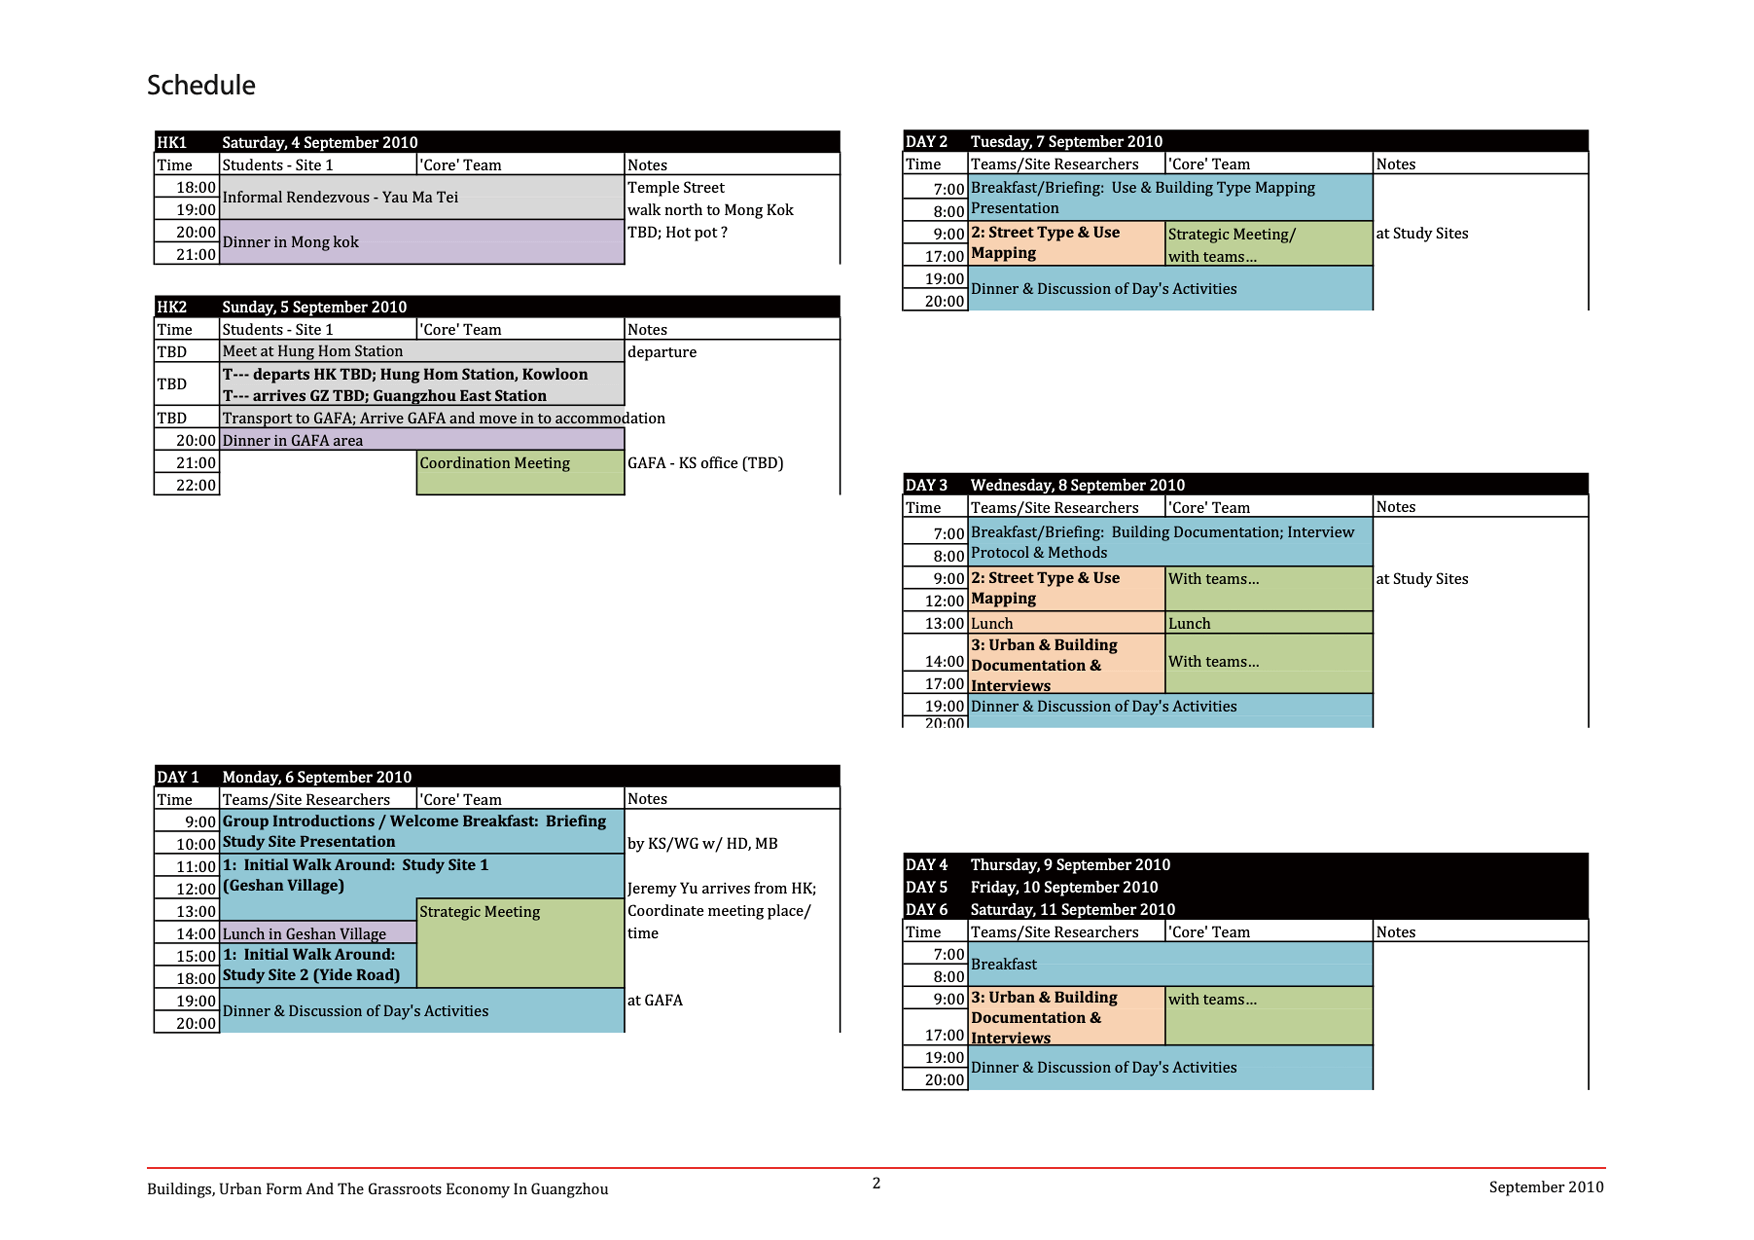 Schedule
HK1 Saturday, 4 September 2010
Time Students - Site 1 'Core' Team Notes
18:00 Informal Rendezvous - Yau Ma Tei Temple Street
19:00 walk north to Mong Kok
20:00 Dinner in Mong kok TBD; Hot pot ?
21:00
HK2 Sunday, 5 September 2010
Time Students - Site 1 'Core' Team Notes
TBD Meet at Hung Hom Station departure
TBD T--- departs HK TBD; Hung Hom Station, Kowloon
T--- arrives GZ TBD; Guangzhou East Station
TBD Transport to GAFA; Arrive GAFA and move in to accommodation
20:00 Dinner in GAFA area
21:00 Coordination Meeting GAFA - KS office (TBD)
22:00
DAY 1 Monday, 6 September 2010
Time Teams/Site Researchers 'Core' Team Notes
9:00 Group Introductions / Welcome Breakfast: Briefing
10:00 Study Site Presentation by KS/WG w/ HD, MB
11:00 1: Initial Walk Around: Study Site 1
12:00 (Geshan Village) Jeremy Yu arrives from HK;
13:00 Strategic Meeting Coordinate meeting place/
14:00 Lunch in Geshan Village time
15:00 1: Initial Walk Around:
18:00 Study Site 2 (Yide Road)
19:00 Dinner & Discussion of Day's Activities at GAFA
20:00
DAY 2 Tuesday, 7 September 2010
Time Teams/Site Researchers 'Core' Team Notes
7:00 Breakfast/Briefing: Use & Building Type Mapping
8:00 Presentation
9:00 2: Street Type & Use Strategic Meeting/ at Study Sites
17:00 Mapping with teams...
19:00 Dinner & Discussion of Day's Activities
20:00
DAY 3 Wednesday, 8 September 2010
Time Teams/Site Researchers 'Core' Team Notes
7:00 Breakfast/Briefing: Building Documentation; Interview
8:00 Protocol & Methods
9:00 2: Street Type & Use With teams... at Study Sites
12:00 Mapping
13:00 Lunch Lunch
3: Urban & Building
14:00 Documentation & With teams...
17:00 Interviews
19:00 Dinner & Discussion of Day's Activities
20:00
DAY 4 Thursday, 9 September 2010
DAY 5 Friday, 10 September 2010
DAY 6 Saturday, 11 September 2010
Time Teams/Site Researchers 'Core' Team Notes
7:00 Breakfast
8:00
9:00 3: Urban & Building with teams...
Documentation &
17:00 Interviews
19:00 Dinner & Discussion of Day's Activities
20:00
Buildings, Urban Form And The Grassroots Economy In Guangzhou 2 September 2010